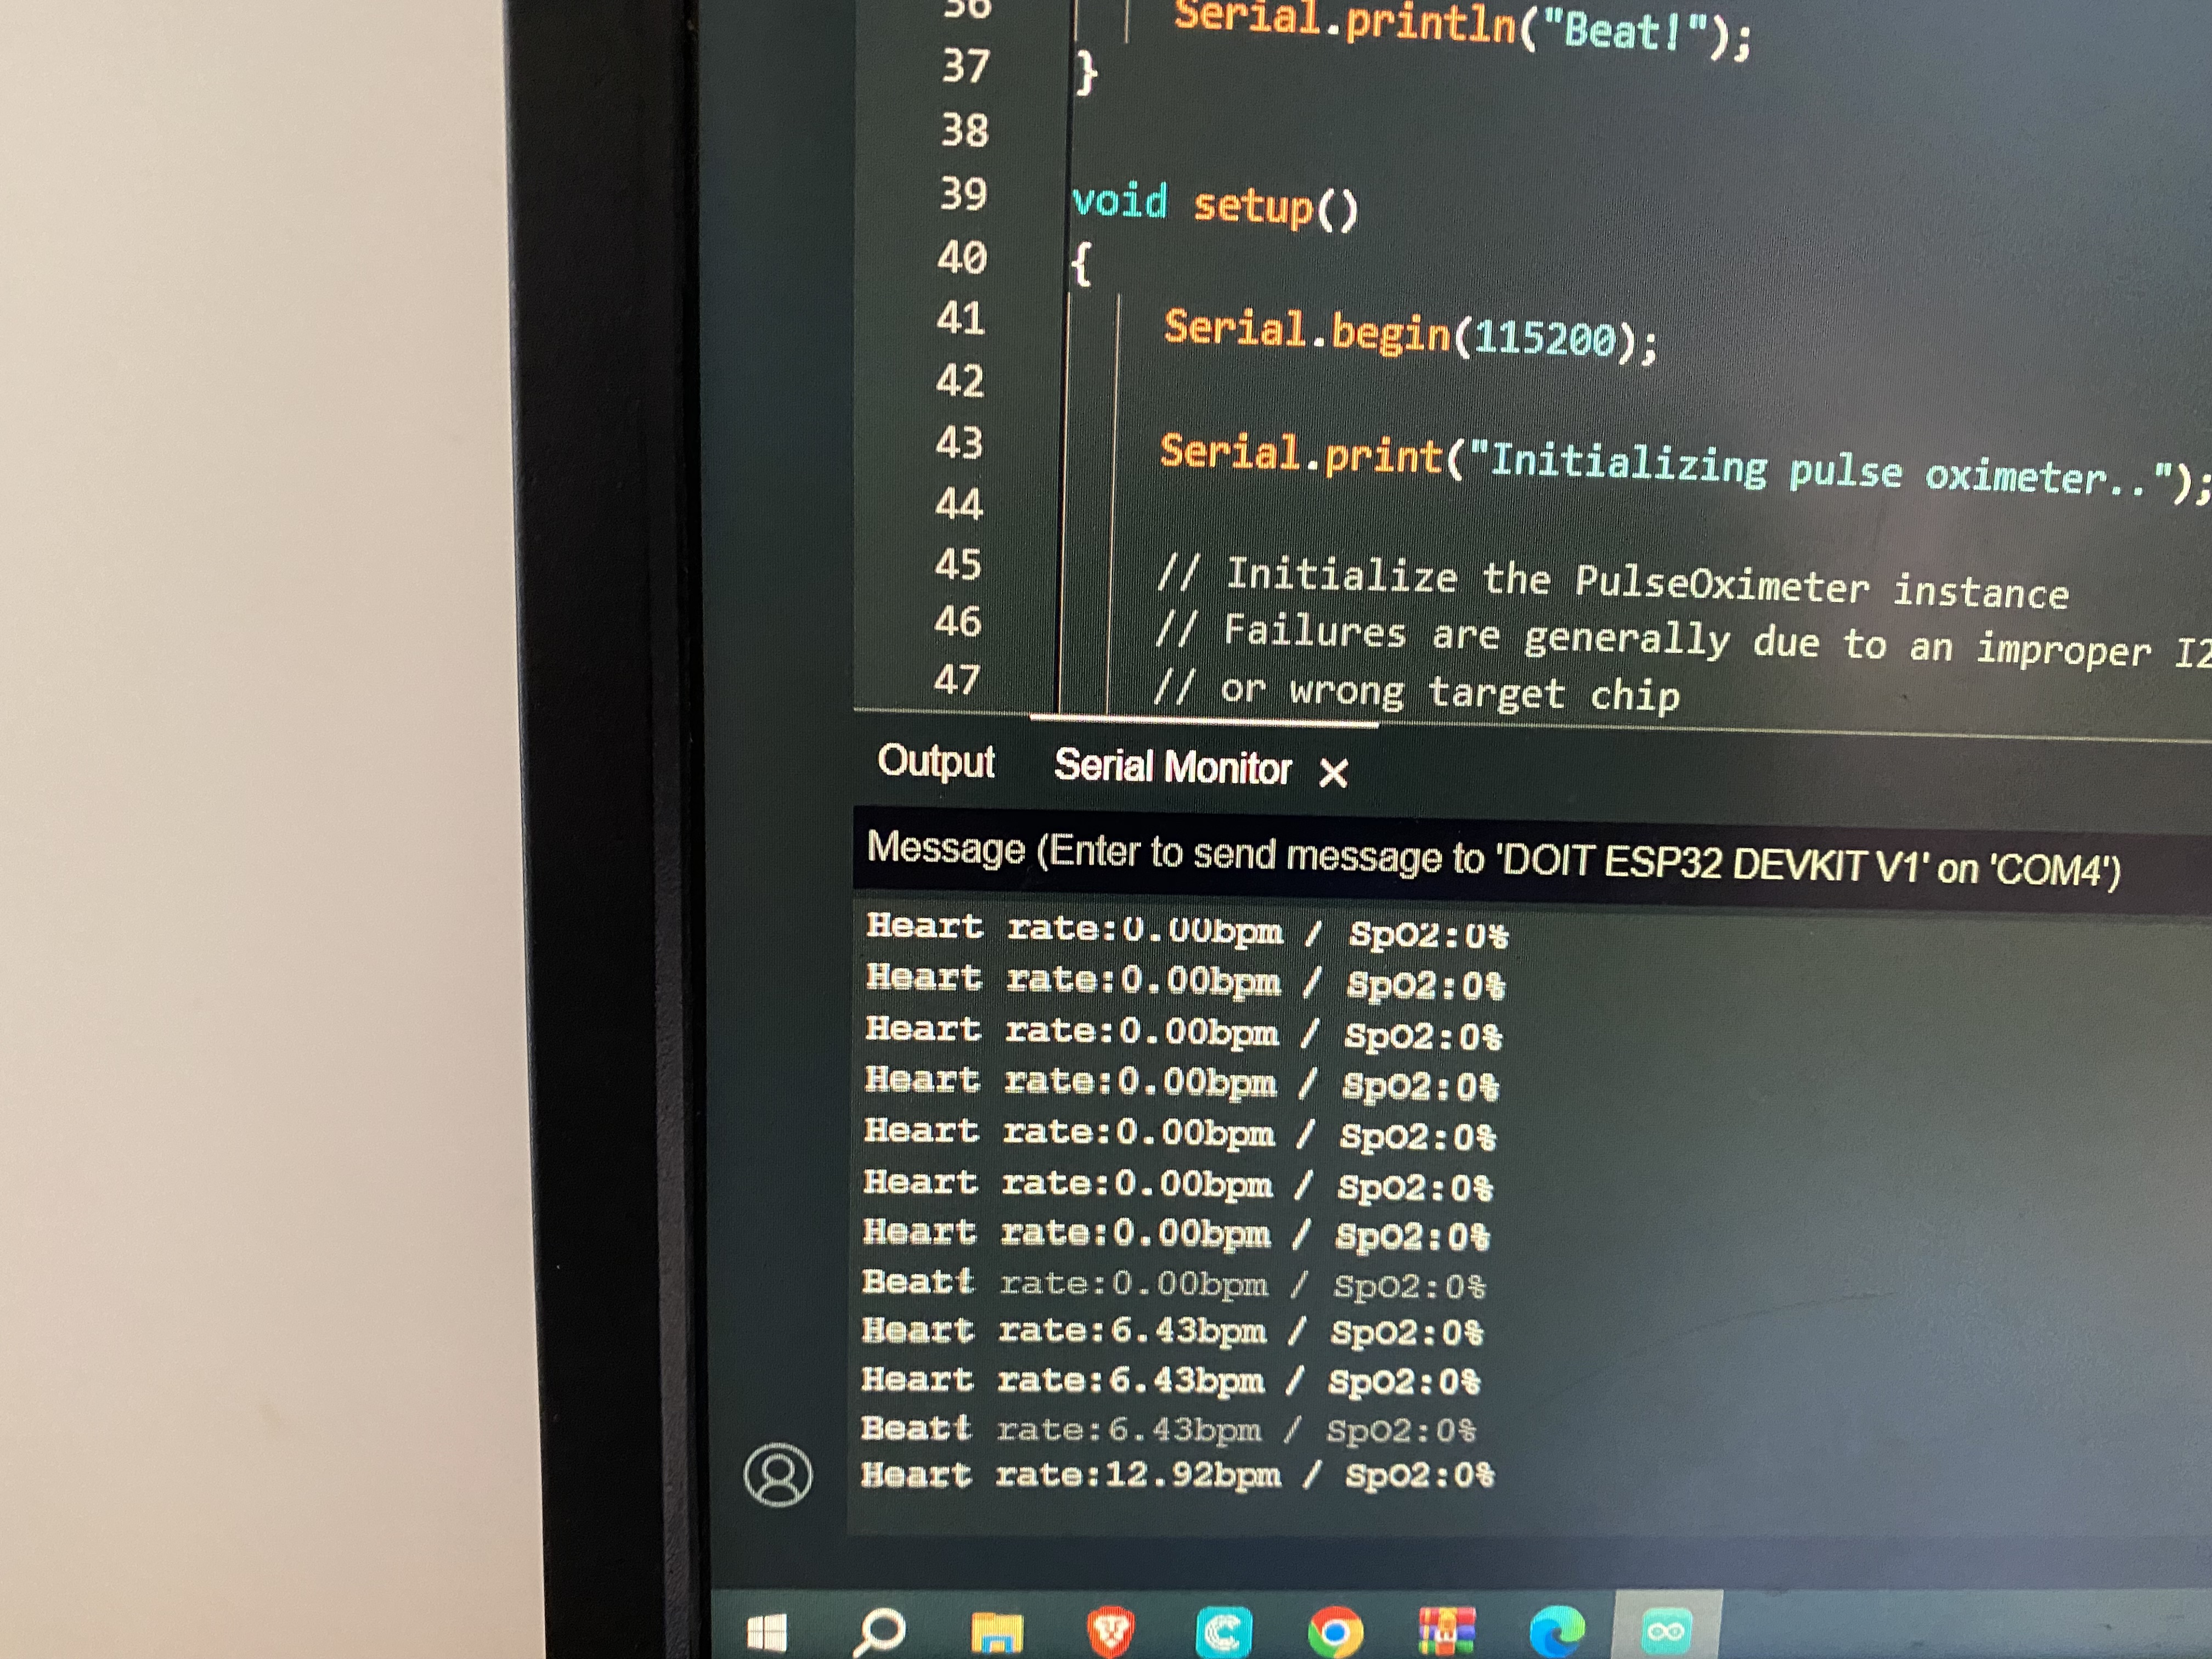 36
Serial.println("Beat!");
37
}
38
39
void setup()
40
{
41
Serial.begin(115200);
42
43
Serial.print("Initializing pulse oximeter..");
44
45
// Initialize the PulseOximeter instance
46
// Failures are generally due to an improper I2
47
// or wrong target chip
Output Serial Monitor
Message (Enter to send message to 'DOIT ESP32 DEVKIT V1' on 'COM4')
Heart rate:0.00bpm / SpO2:0%
Heart rate:0.00bpm / SpO2:0%
Heart rate:0.00bpm / SpO2:0%
Heart rate:0.00bpm / SpO2:0%
Heart rate:0.00bpm / SpO2:0%
Heart rate:0.00bpm / SpO2:0%
Heart rate:0.00bpm / SpO2:0%
Beat! rate:0.00bpm / SpO2:0%
Heart rate:6.43bpm / SpO2:0%
Heart rate:6.43bpm / SpO2:0%
Beat! rate:6.43bpm / SpO2:0%
Heart rate:12.92bpm / SpO2:0%